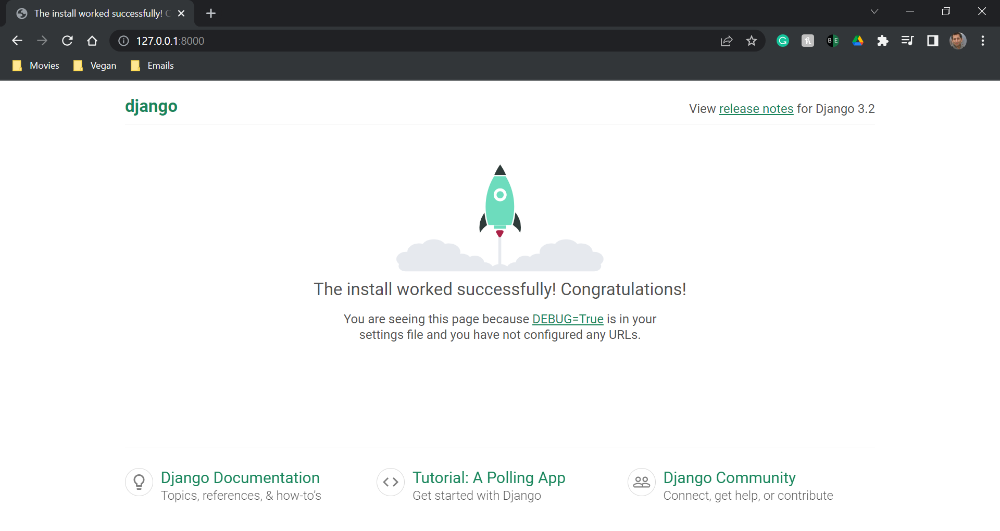 The install worked successfully! C
127.0.0.1:8000
B E
Movies
Vegan
Emails
django
View release notes for Django 3.2
The install worked successfully! Congratulations!
You are seeing this page because DEBUG=True is in your
settings file and you have not configured any URLs.
Django Documentation
Topics, references, & how-to’s
Tutorial: A Polling App
Get started with Django
Django Community
Connect, get help, or contribute